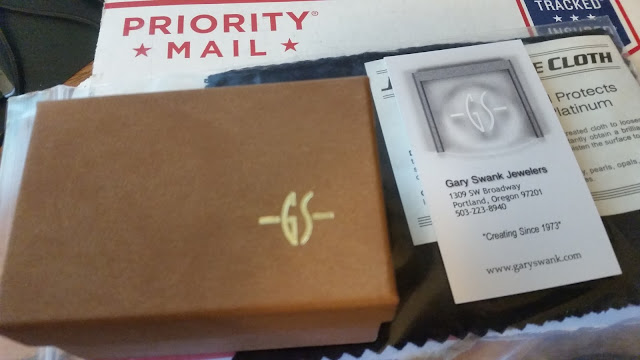 PRIORITY®
★ MAIL ★
TRACKED
INSURED
CLOTH
Protects
GS
Gary Swank Jewelers
1309 SW Broadway
Portland, Oregon 97201
503-223-8940
"Creating Since 1973"
www.garyswank.com
GS